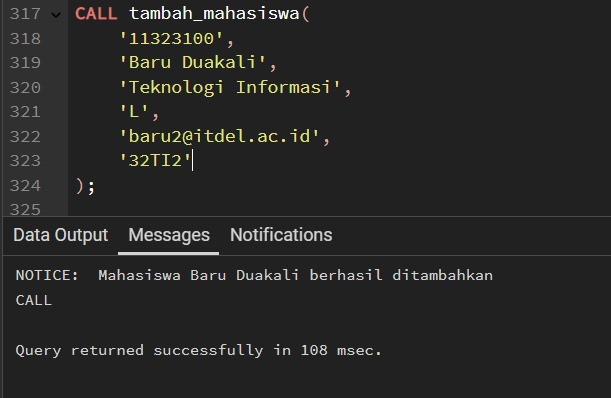 317 CALL tambah_mahasiswa(
318 '11323100',
319 'Baru Duakali',
320 'Teknologi Informasi',
321 'L',
322 'baru2@itdel.ac.id',
323 '32TI2'
324 );
325
Data Output Messages Notifications
NOTICE:  Mahasiswa Baru Duakali berhasil ditambahkan
CALL
Query returned successfully in 108 msec.